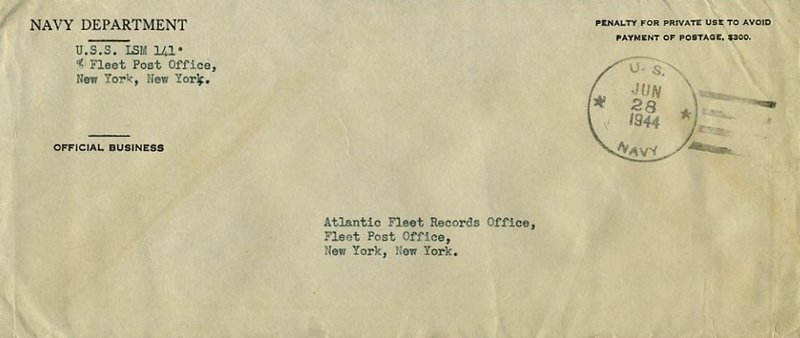 NAVY DEPARTMENT
U.S.S. LSM 141.
% Fleet Post Office,
New York, New York.
OFFICIAL BUSINESS
PENALTY FOR PRIVATE USE TO AVOID
PAYMENT OF POSTAGE, $300.
U. S.
JUN
28
1944
NAVY
Atlantic Fleet Records Office,
Fleet Post Office,
New York, New York.